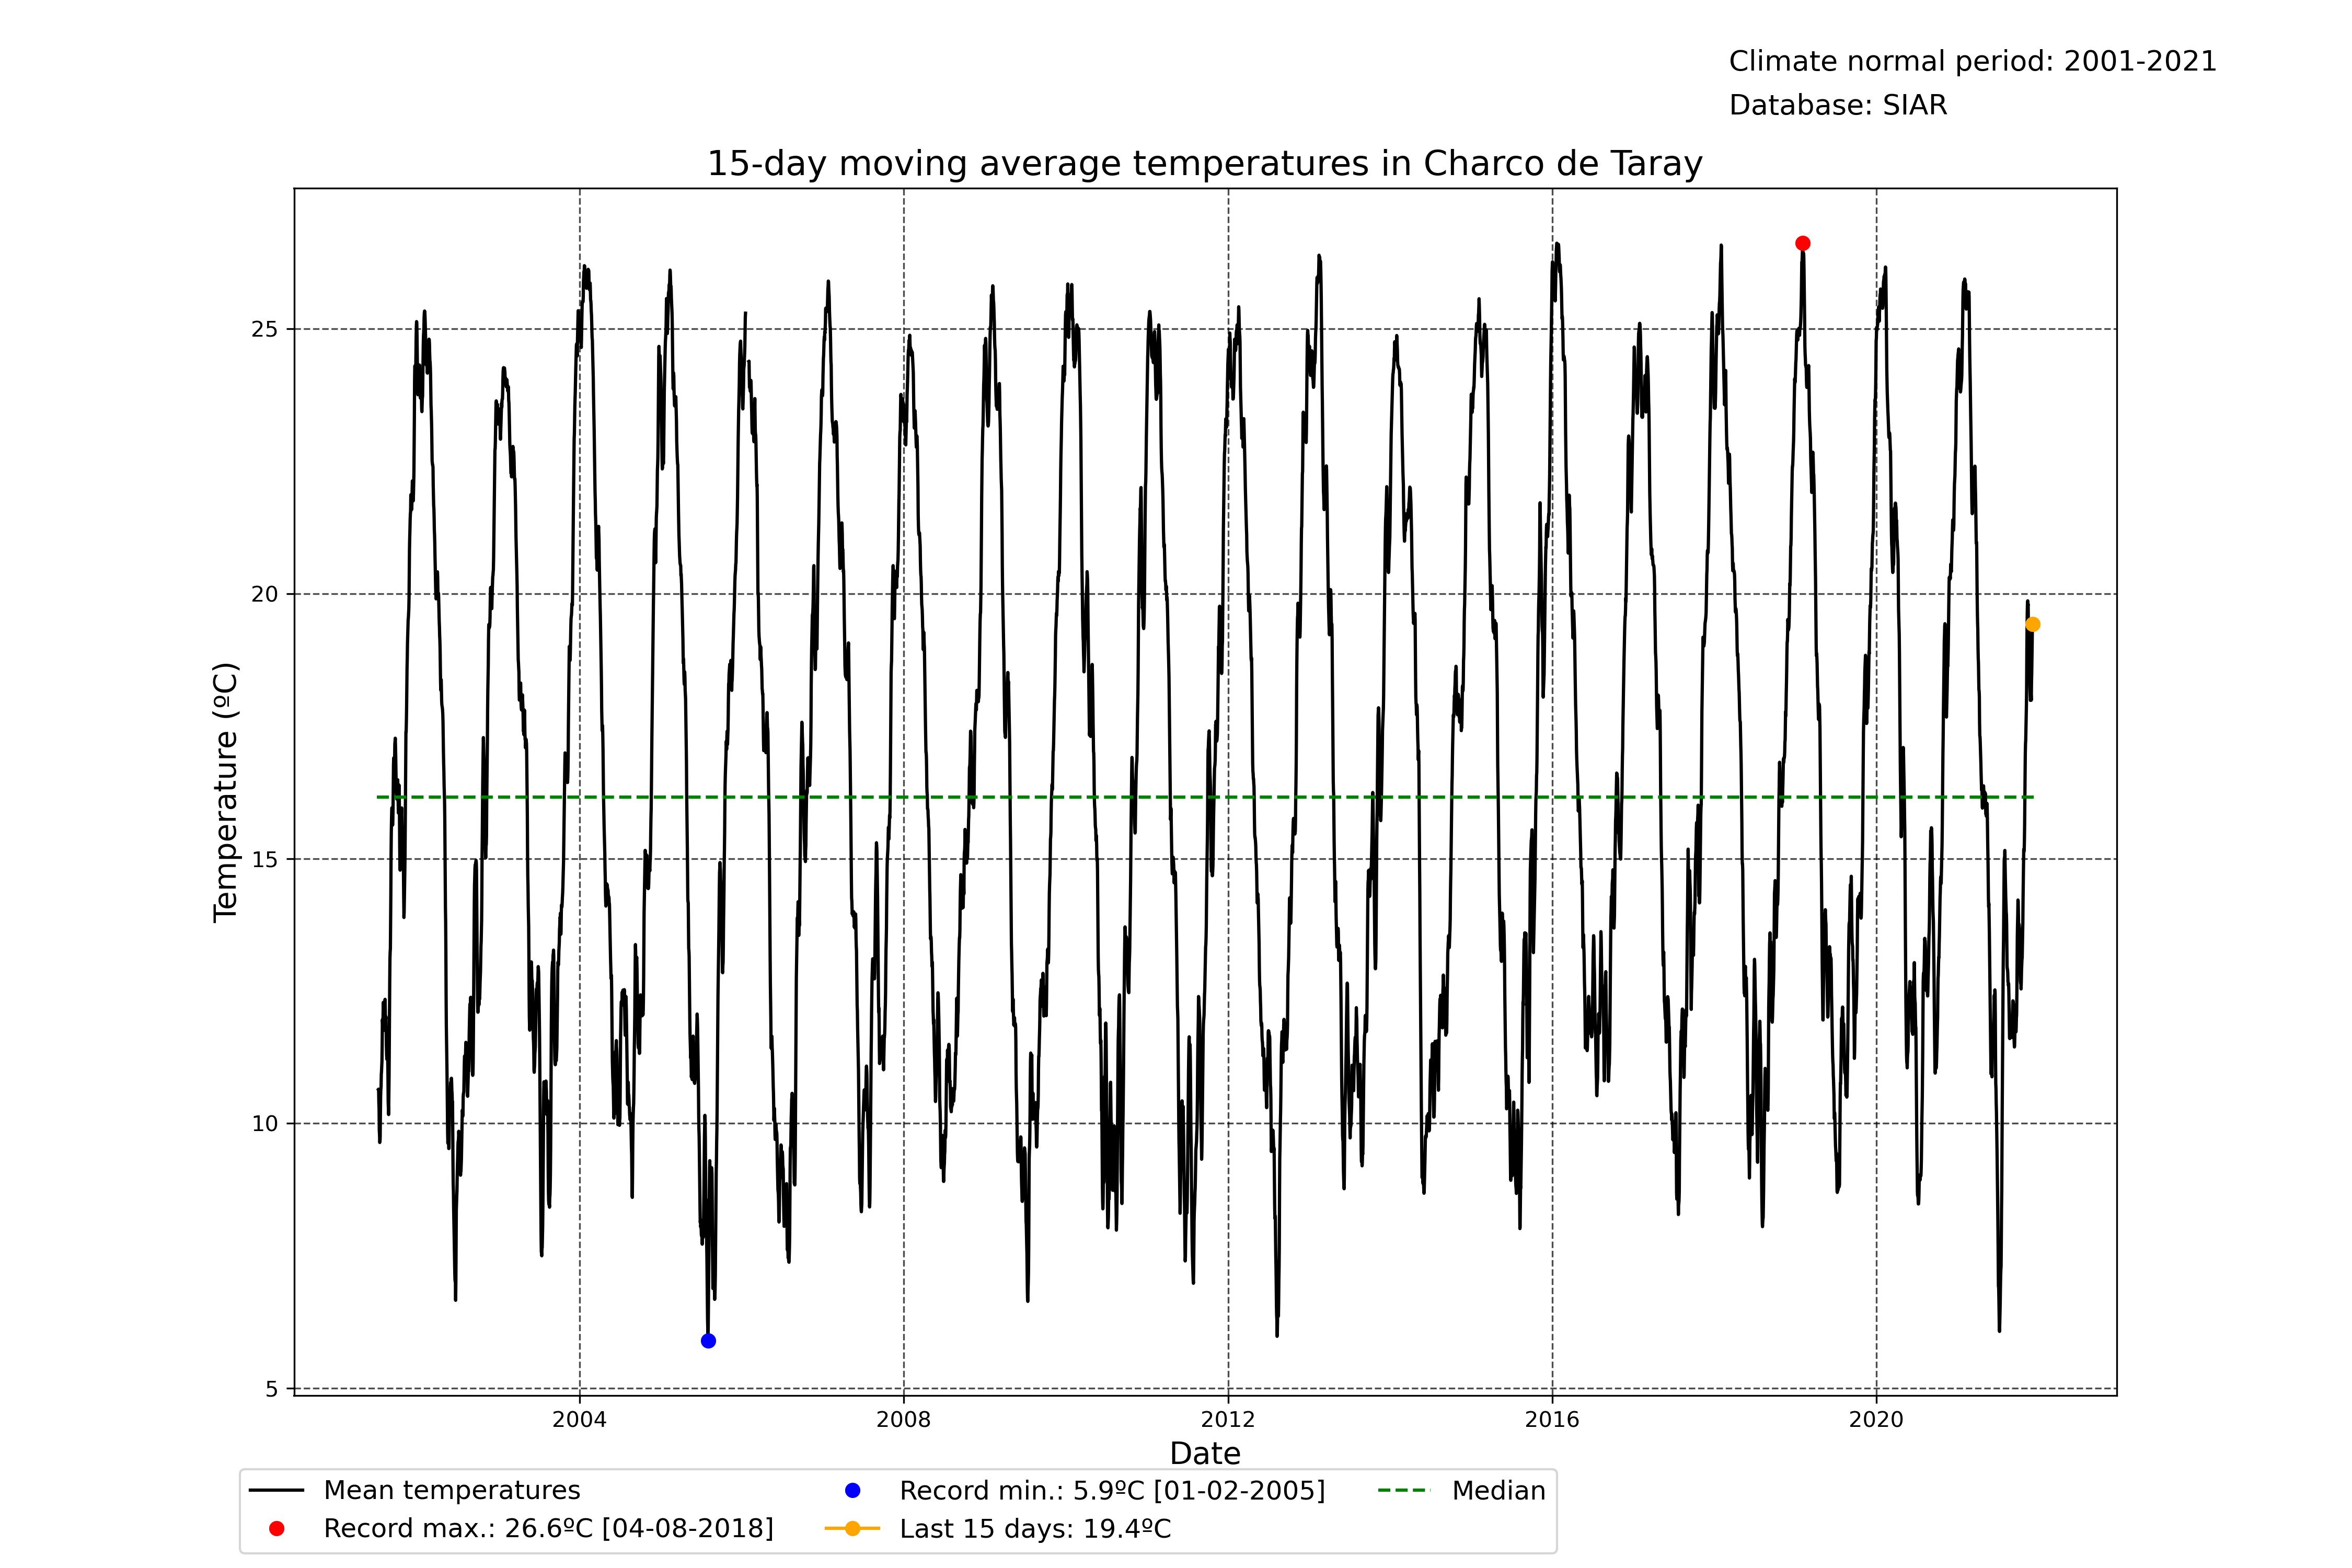 Climate normal period: 2001-2021
Database: SIAR
15-day moving average temperatures in Charco de Taray
25
20
15
10
5
Temperature (ºC)
2004 2008 2012 2016 2020
Date
Mean temperatures
Record max.: 26.6ºC [04-08-2018]
Record min.: 5.9ºC [01-02-2005]
Last 15 days: 19.4ºC
Median